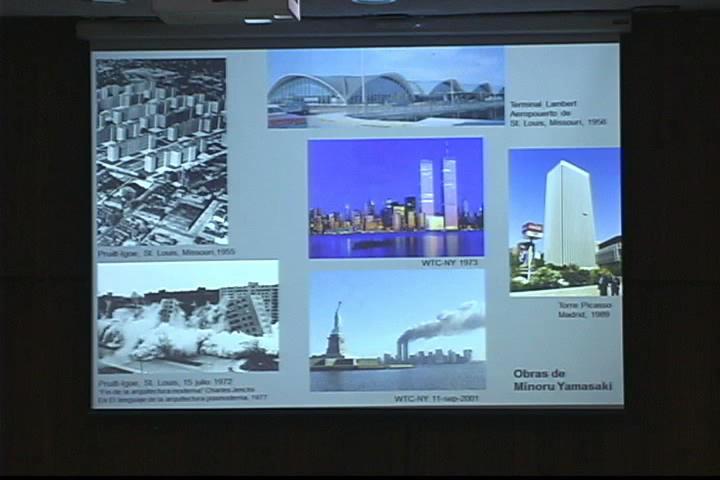 Terminal Lambert
Aeropouerto de
St. Louis, Missouri, 1956
Pruitt-Igoe, St. Louis, Missouri,1955
WTC-NY 1973
Torre Picasso
Madrid, 1989
Pruitt-Igoe, St. Louis, 15 julio 1972
"Fin de la arquitectura moderna" Charles Jencks
En El lenguaje de la arquitectura posmoderna, 1977
WTC-NY 11-sep-2001
Obras de
Minoru Yamasaki